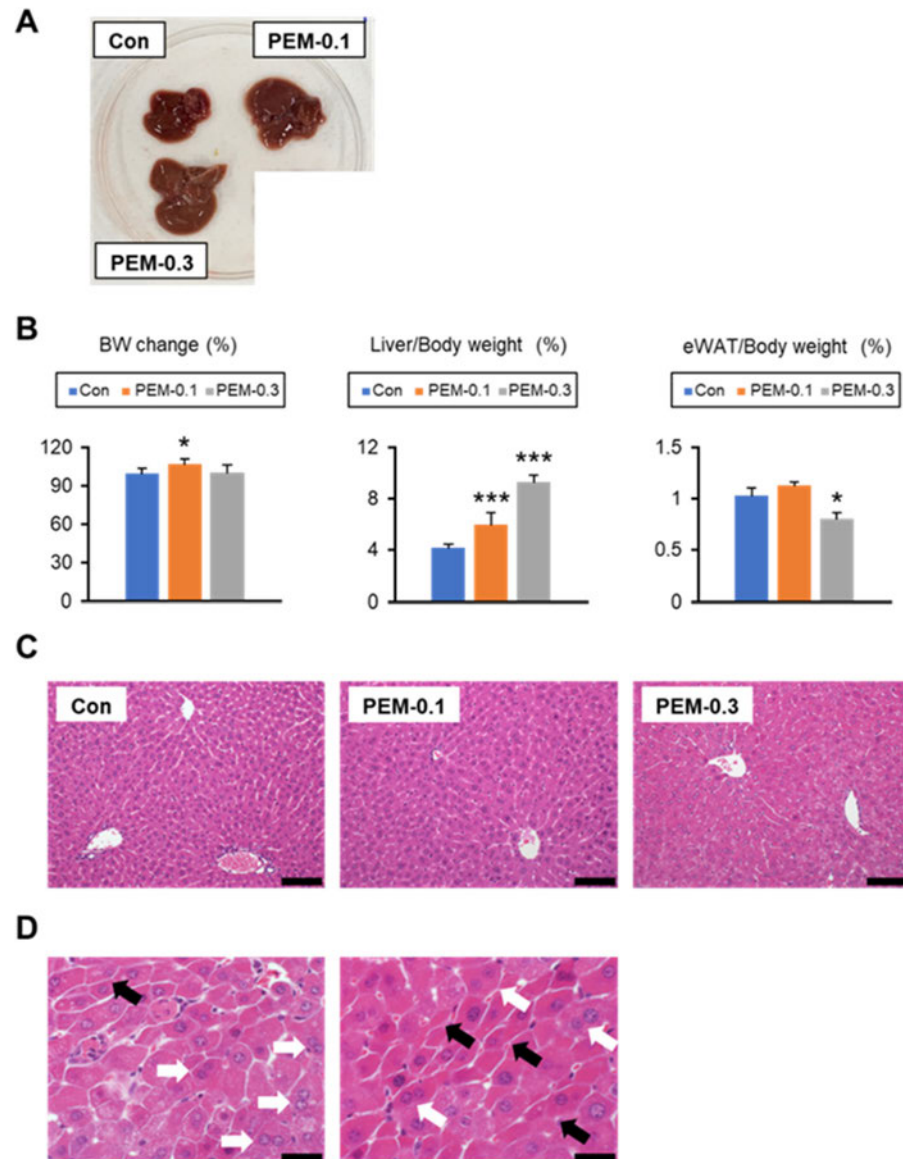 A
Con
PEM-0.1
PEM-0.3
B
BW change (%)
Con PEM-0.1 PEM-0.3
120
90
60
30
0
*
Liver/Body weight (%)
Con PEM-0.1 PEM-0.3
12
8
4
0
***
***
eWAT/Body weight (%)
Con PEM-0.1 PEM-0.3
1.5
1
0.5
0
*
C
Con
PEM-0.1
PEM-0.3
D